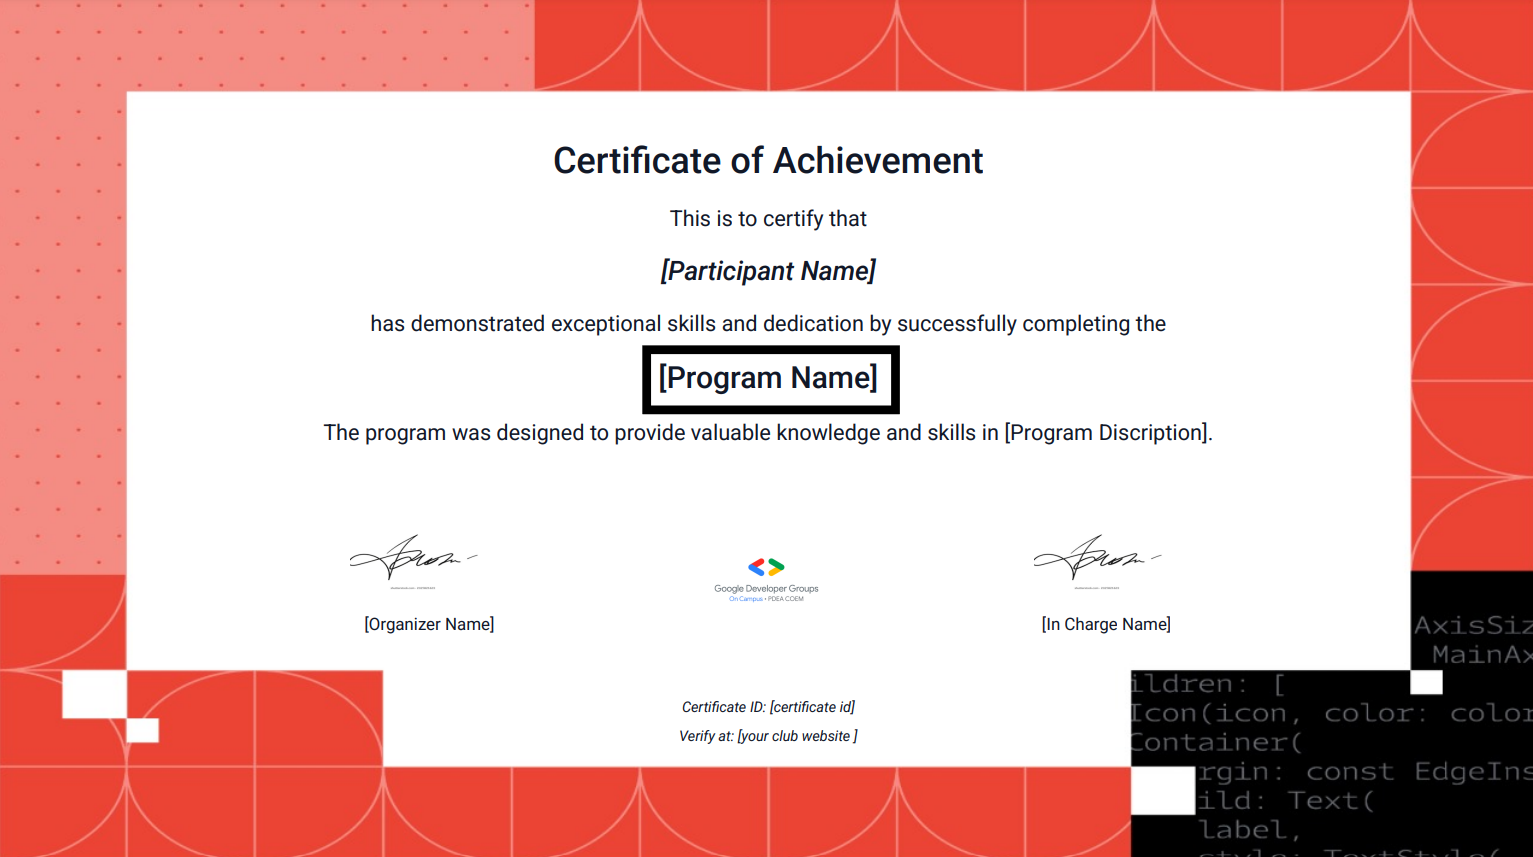 Certificate of Achievement
This is to certify that
[Participant Name]
has demonstrated exceptional skills and dedication by successfully completing the
[Program Name]
The program was designed to provide valuable knowledge and skills in [Program Discription].
Google Developer Groups
On Campus • PDEA COEM
[Organizer Name]
[In Charge Name]
Certificate ID: [certificate id]
Verify at: [your club website ]
AxisSiz
MainAx
ildren: [
Icon(icon, color: color
Container(
rgin: const EdgeIns
ild: Text(
label,
style: TextStyle(